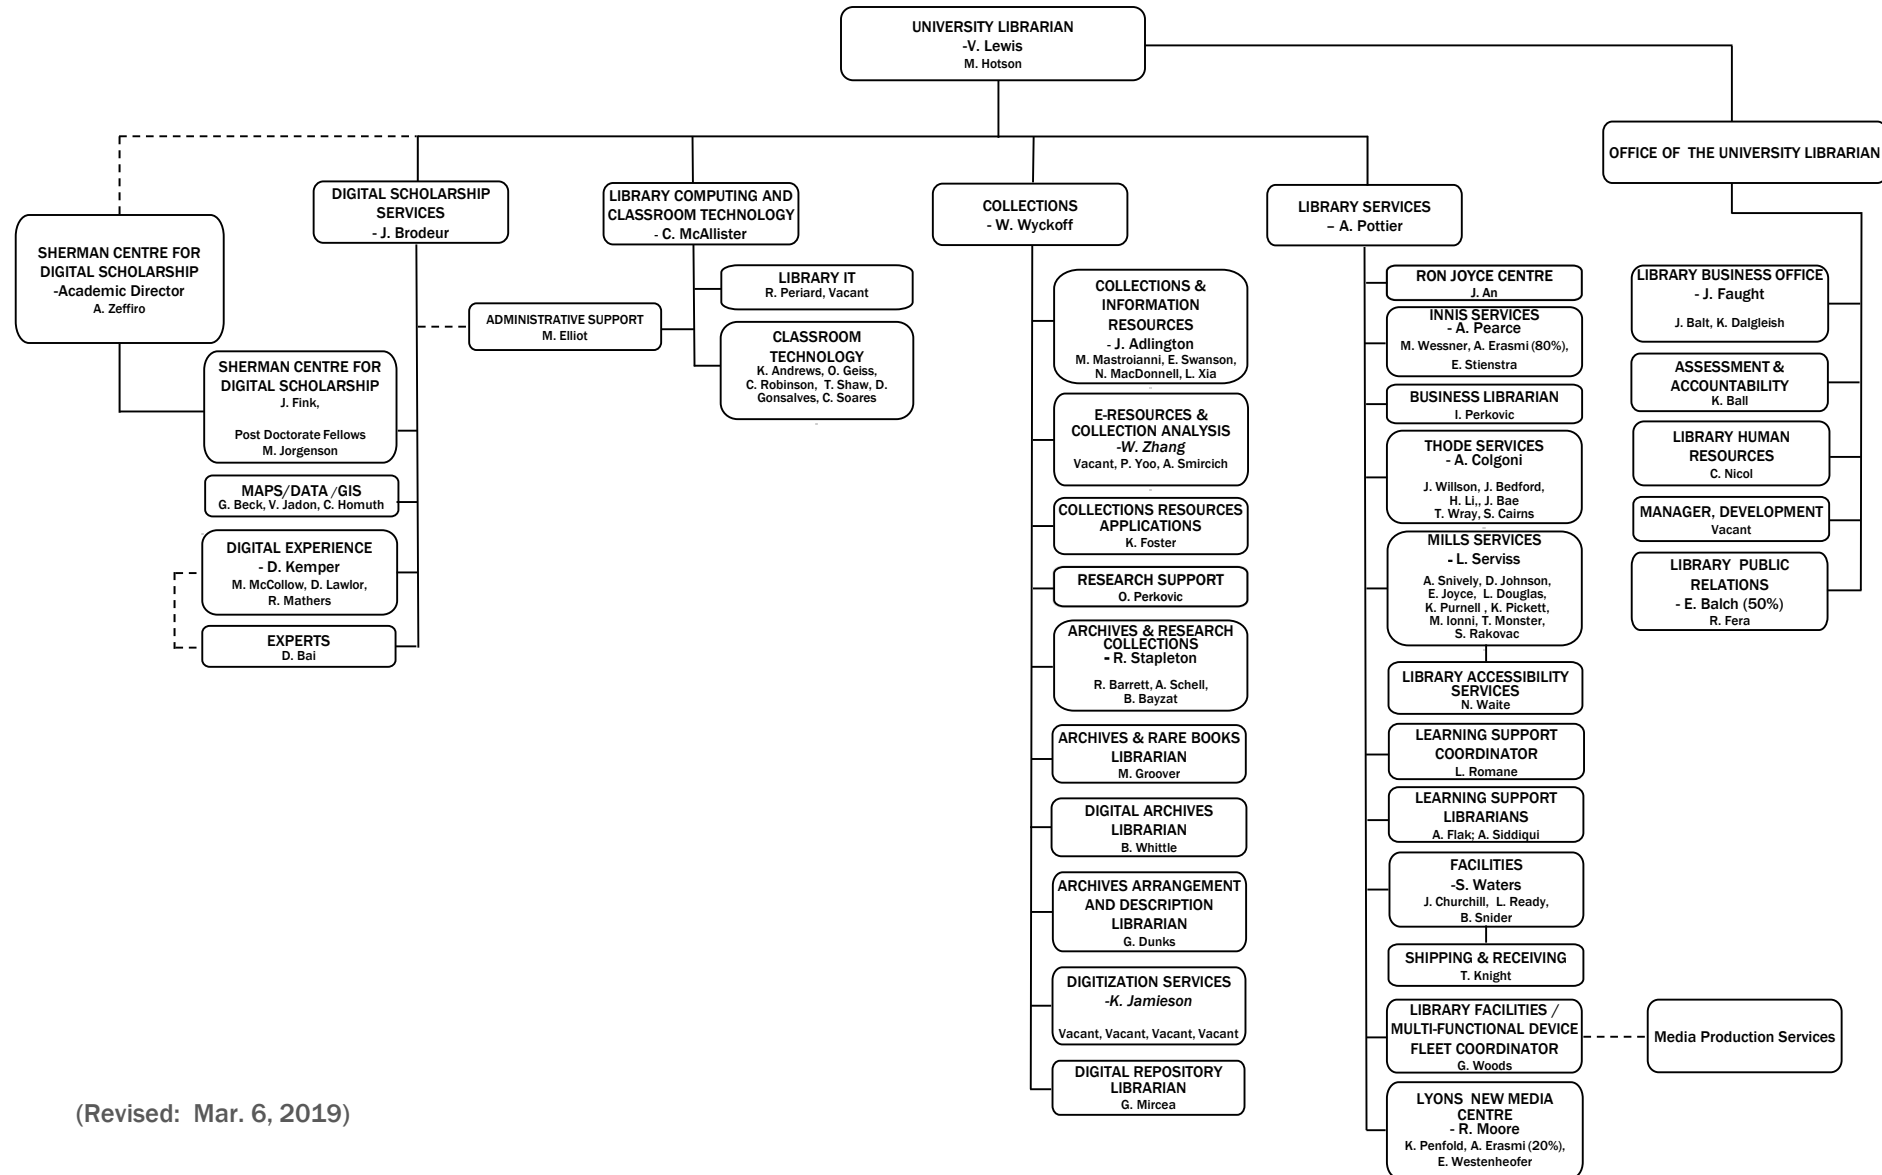 UNIVERSITY LIBRARIAN
-V. Lewis
M. Hotson
OFFICE OF THE UNIVERSITY LIBRARIAN
SHERMAN CENTRE FOR
DIGITAL SCHOLARSHIP
-Academic Director
A. Zeffiro
DIGITAL SCHOLARSHIP
SERVICES
- J. Brodeur
SHERMAN CENTRE FOR
DIGITAL SCHOLARSHIP
J. Fink,
Post Doctorate Fellows
M. Jorgenson
MAPS/DATA /GIS
G. Beck, V. Jadon, C. Homuth
DIGITAL EXPERIENCE
- D. Kemper
M. McCollow, D. Lawlor,
R. Mathers
EXPERTS
D. Bai
LIBRARY COMPUTING AND
CLASSROOM TECHNOLOGY
- C. McAllister
LIBRARY IT
R. Periard, Vacant
ADMINISTRATIVE SUPPORT
M. Elliot
CLASSROOM
TECHNOLOGY
K. Andrews, O. Geiss,
C. Robinson, T. Shaw, D.
Gonsalves, C. Soares
COLLECTIONS
- W. Wyckoff
COLLECTIONS &
INFORMATION
RESOURCES
- J. Adlington
M. Mastroianni, E. Swanson,
N. MacDonnell, L. Xia
E-RESOURCES &
COLLECTION ANALYSIS
-W. Zhang
Vacant, P. Yoo, A. Smircich
COLLECTIONS RESOURCES
APPLICATIONS
K. Foster
RESEARCH SUPPORT
O. Perkovic
ARCHIVES & RESEARCH
COLLECTIONS
- R. Stapleton
R. Barrett, A. Schell,
B. Bayzat
ARCHIVES & RARE BOOKS
LIBRARIAN
M. Groover
DIGITAL ARCHIVES
LIBRARIAN
B. Whittle
ARCHIVES ARRANGEMENT
AND DESCRIPTION
LIBRARIAN
G. Dunks
DIGITIZATION SERVICES
-K. Jamieson
Vacant, Vacant, Vacant, Vacant
DIGITAL REPOSITORY
LIBRARIAN
G. Mircea
LIBRARY SERVICES
– A. Pottier
RON JOYCE CENTRE
J. An
INNIS SERVICES
- A. Pearce
M. Wessner, A. Erasmi (80%),
E. Stienstra
BUSINESS LIBRARIAN
I. Perkovic
THODE SERVICES
- A. Colgoni
J. Willson, J. Bedford,
H. Li,, J. Bae
T. Wray, S. Cairns
MILLS SERVICES
- L. Serviss
A. Snively, D. Johnson,
E. Joyce, L. Douglas,
K. Purnell , K. Pickett,
M. Ionni, T. Monster,
S. Rakovac
LIBRARY ACCESSIBILITY
SERVICES
N. Waite
LEARNING SUPPORT
COORDINATOR
L. Romane
LEARNING SUPPORT
LIBRARIANS
A. Flak; A. Siddiqui
FACILITIES
-S. Waters
J. Churchill, L. Ready,
B. Snider
SHIPPING & RECEIVING
T. Knight
LIBRARY FACILITIES /
MULTI-FUNCTIONAL DEVICE
FLEET COORDINATOR
G. Woods
Media Production Services
LYONS NEW MEDIA
CENTRE
- R. Moore
K. Penfold, A. Erasmi (20%),
E. Westenheofer
LIBRARY BUSINESS OFFICE
- J. Faught
J. Balt, K. Dalgleish
ASSESSMENT &
ACCOUNTABILITY
K. Ball
LIBRARY HUMAN
RESOURCES
C. Nicol
MANAGER, DEVELOPMENT
Vacant
LIBRARY PUBLIC
RELATIONS
- E. Balch (50%)
R. Fera
(Revised: Mar. 6, 2019)